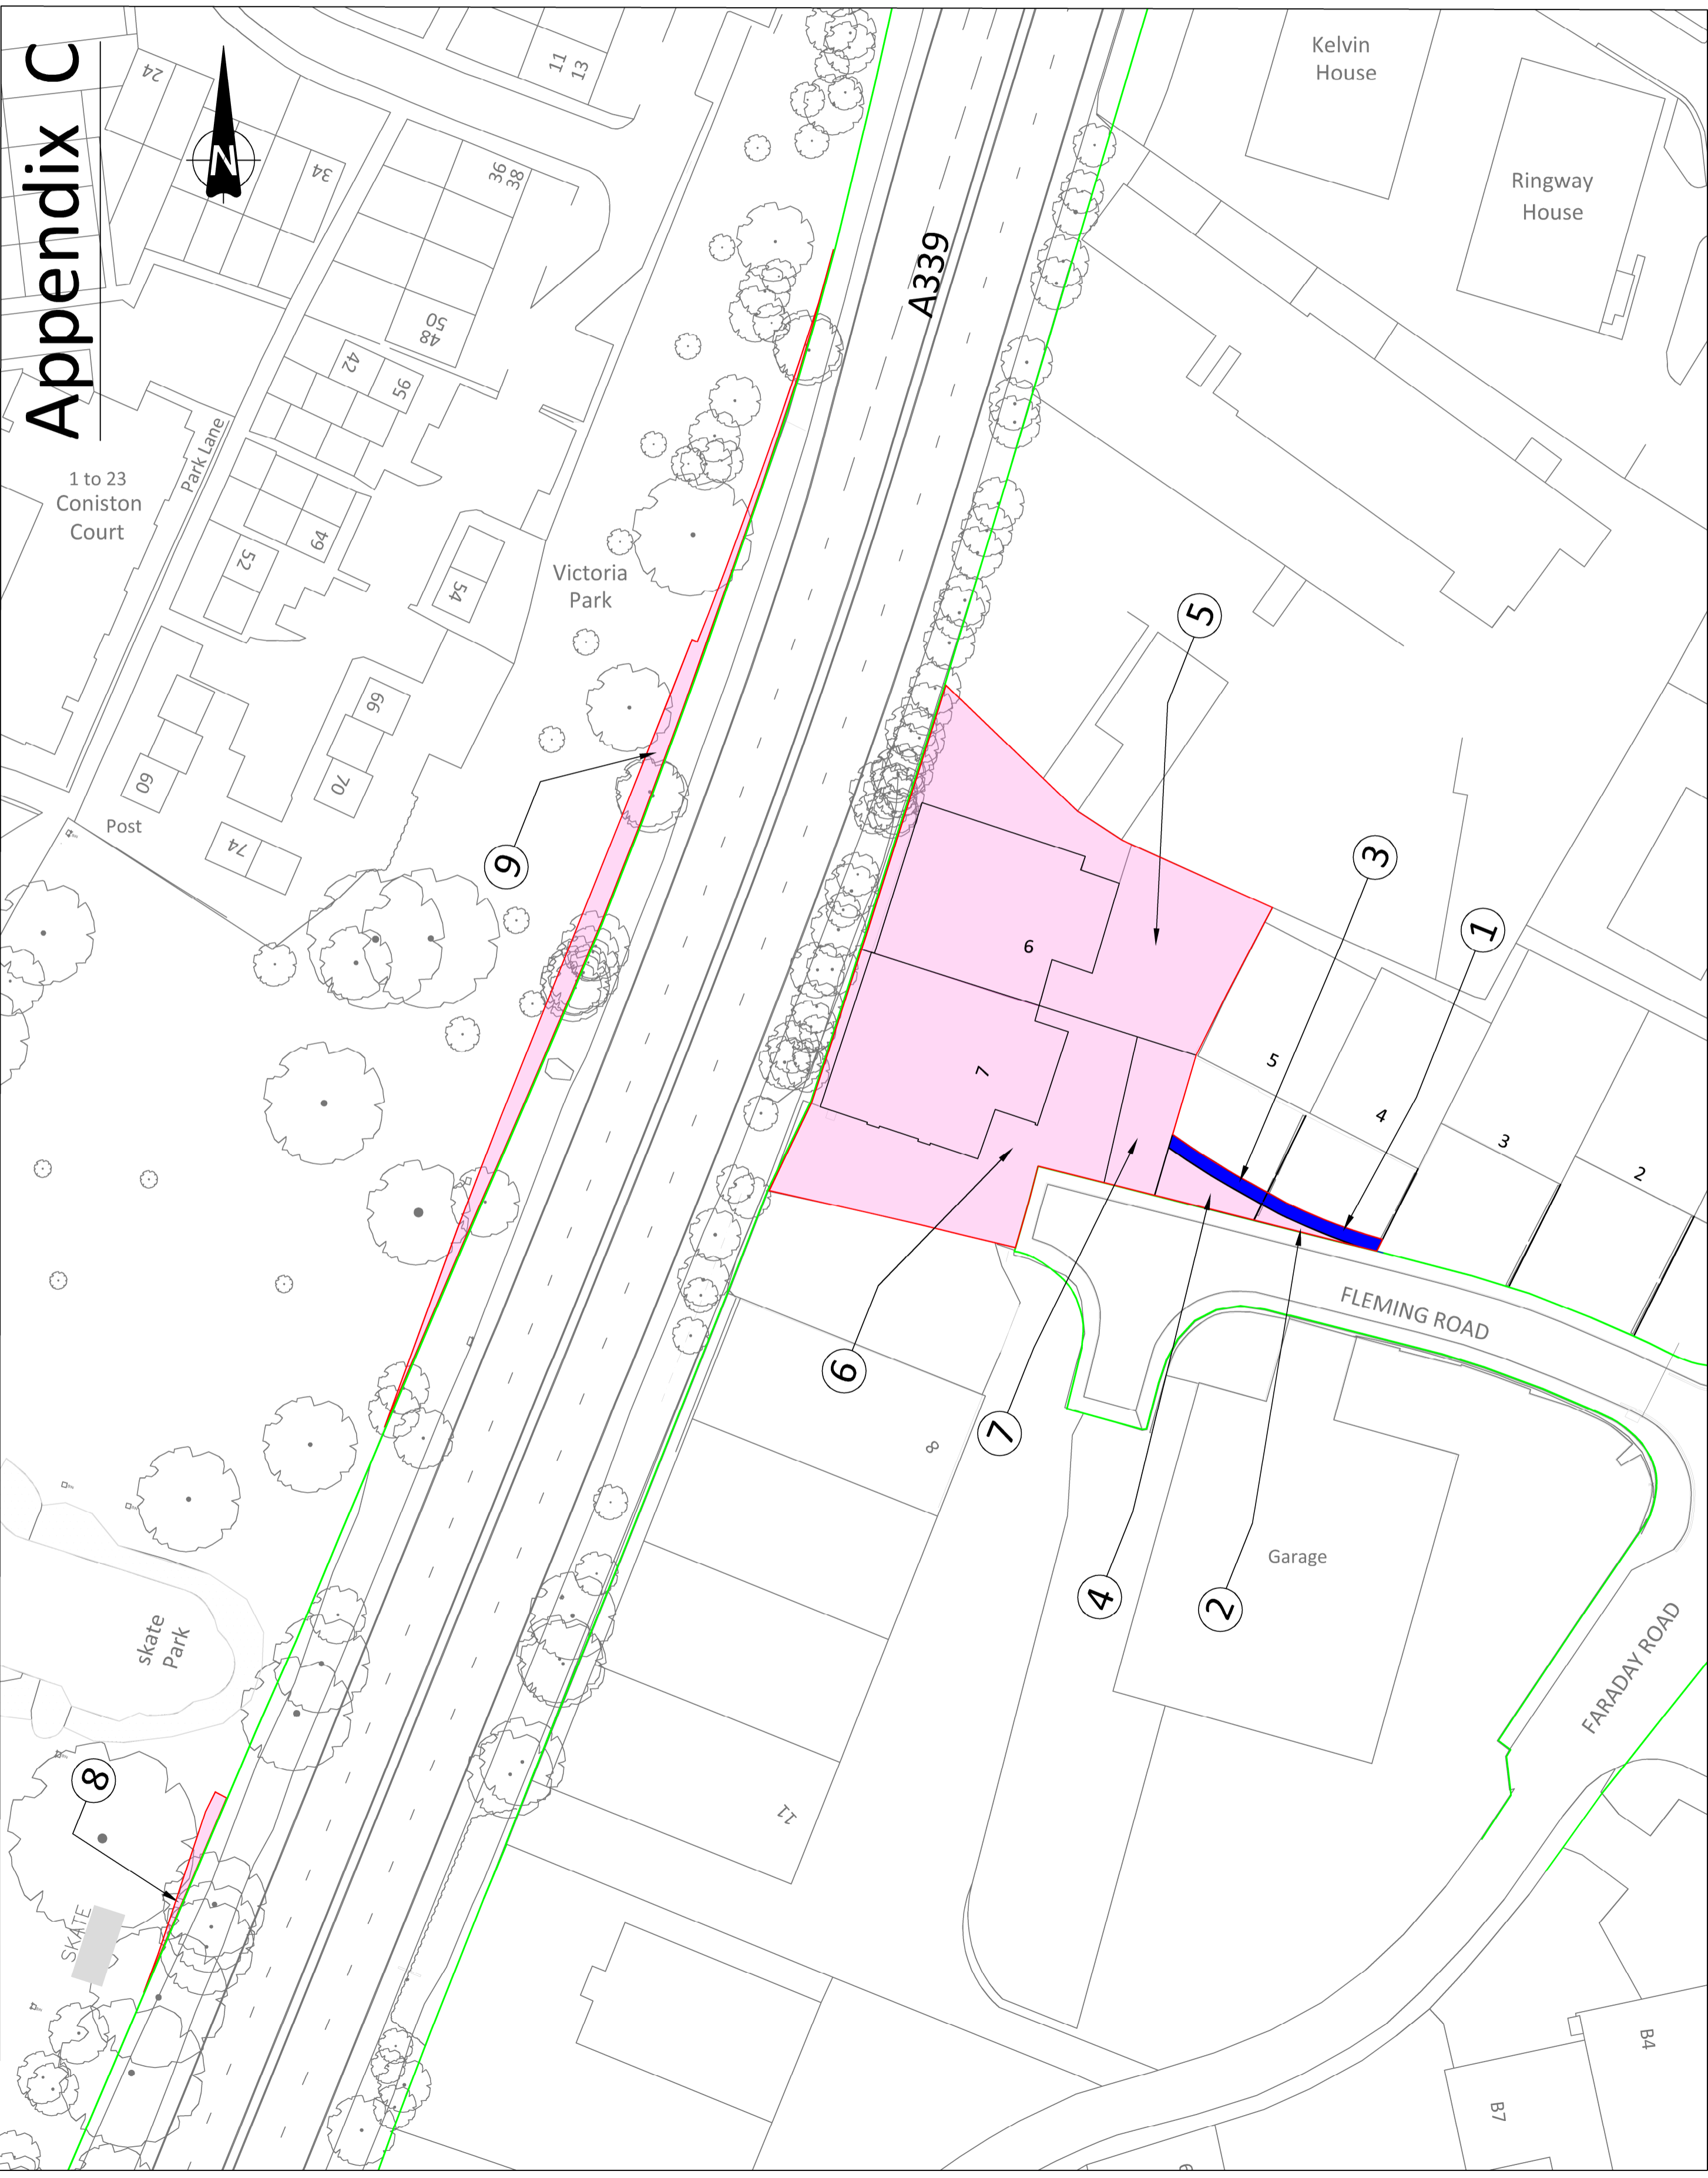 Appendix C
N
24
34
11
13
36
38
50
48
42
56
64
52
54
66
70
60
74
1 to 23
Coniston
Court
Park Lane
Post
Victoria
Park
A339
Kelvin
House
Ringway
House
5
3
1
9
6
7
5
4
3
2
6
7
4
2
FLEMING ROAD
8
Garage
FARADAY ROAD
11
skate
Park
8
SKATE
B4
B7